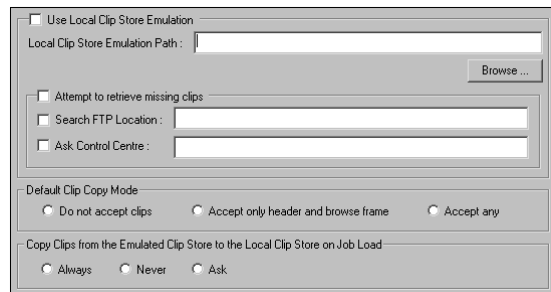 Use Local Clip Store Emulation
Local Clip Store Emulation Path :
Browse ...
Attempt to retrieve missing clips
Search FTP Location :
Ask Control Centre :
Default Clip Copy Mode
Do not accept clips Accept only header and browse frame Accept any
Copy Clips from the Emulated Clip Store to the Local Clip Store on Job Load
Always Never Ask